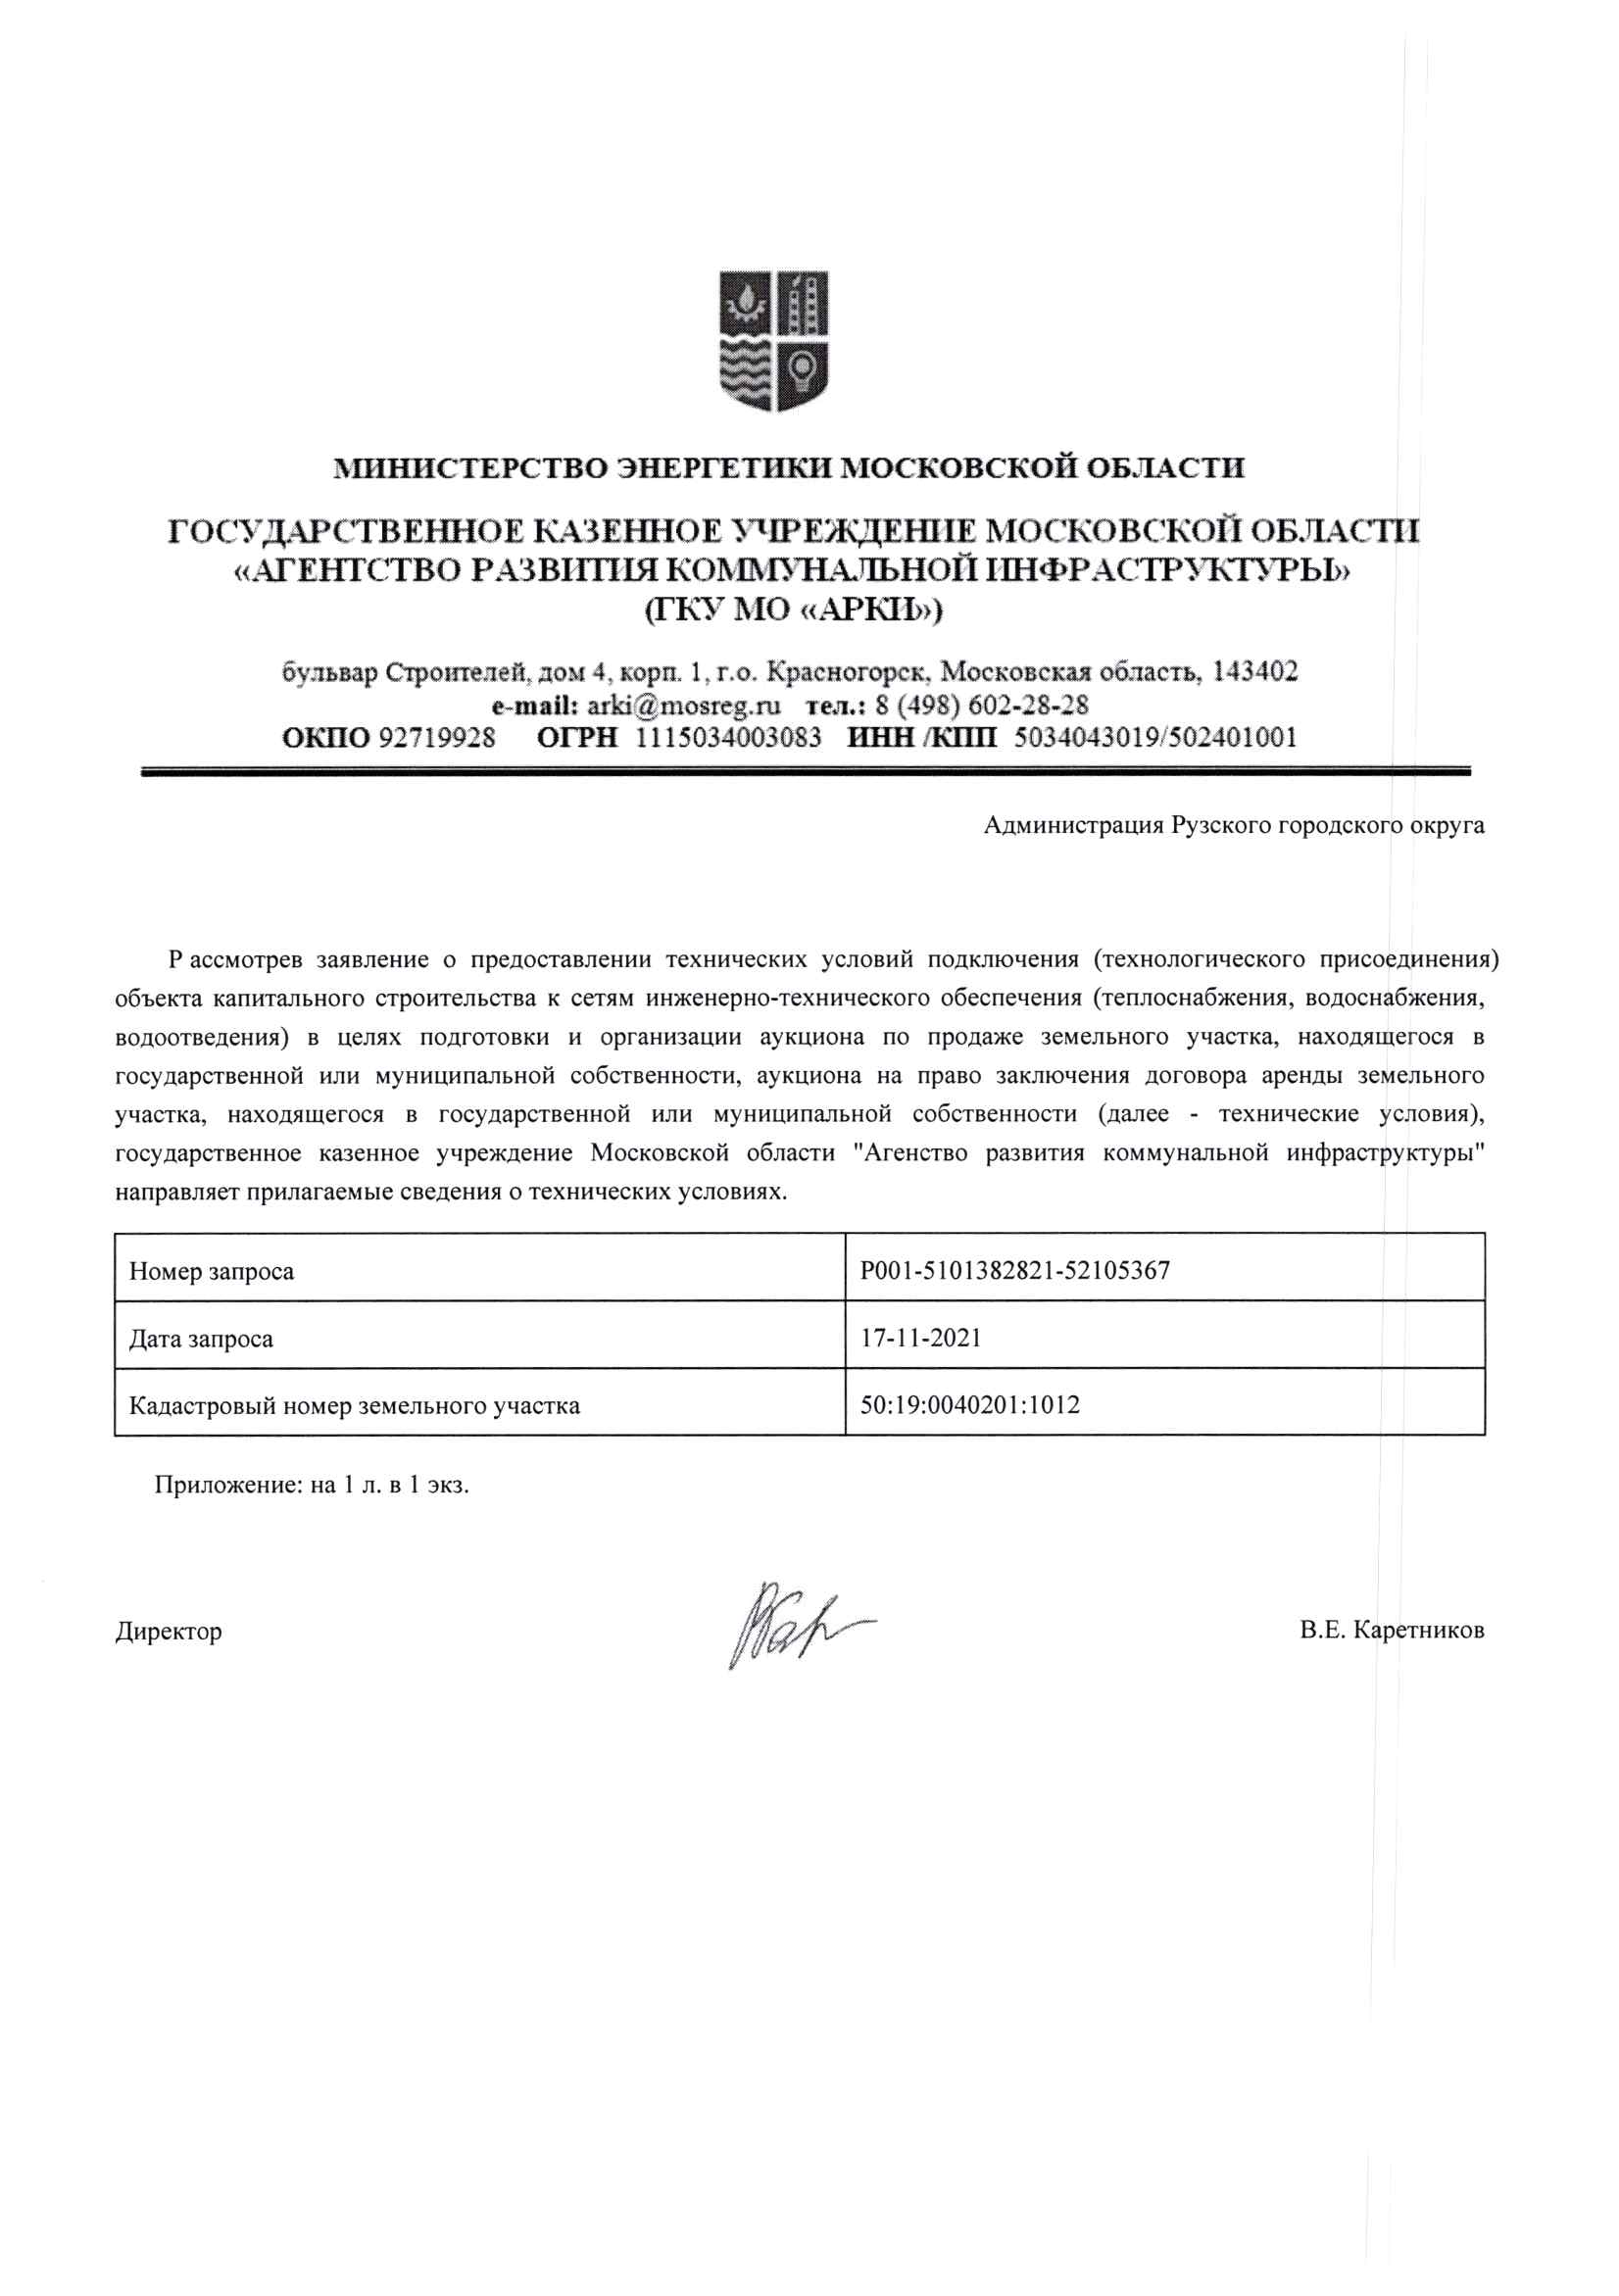 МИНИСТЕРСТВО ЭНЕРГЕТИКИ МОСКОВСКОЙ ОБЛАСТИ
ГОСУДАРСТВЕННОЕ КАЗЕННОЕ УЧРЕЖДЕНИЕ МОСКОВСКОЙ ОБЛАСТИ
«АГЕНТСТВО РАЗВИТИЯ КОММУНАЛЬНОЙ ИНФРАСТРУКТУРЫ»
(ГКУ МО «АРКИ»)
бульвар Строителей, дом 4, корп. 1, г.о. Красногорск, Московская область, 143402
e-mail: arki@mosreg.ru тел.: 8 (498) 602-28-28
ОКПО 92719928 ОГРН 1115034003083 ИНН /КПП 5034043019/502401001
Администрация Рузского городского округа
Р ассмотрев заявление о предоставлении технических условий подключения (технологического присоединения)
объекта капитального строительства к сетям инженерно-технического обеспечения (теплоснабжения, водоснабжения,
водоотведения) в целях подготовки и организации аукциона по продаже земельного участка, находящегося в
государственной или муниципальной собственности, аукциона на право заключения договора аренды земельного
участка, находящегося в государственной или муниципальной собственности (далее - технические условия),
государственное казенное учреждение Московской области "Агенство развития коммунальной инфраструктуры"
направляет прилагаемые сведения о технических условиях.
Номер запроса P001-5101382821-52105367
Дата запроса 17-11-2021
Кадастровый номер земельного участка 50:19:0040201:1012
Приложение: на 1 л. в 1 экз.
Директор В.Е. Каретников